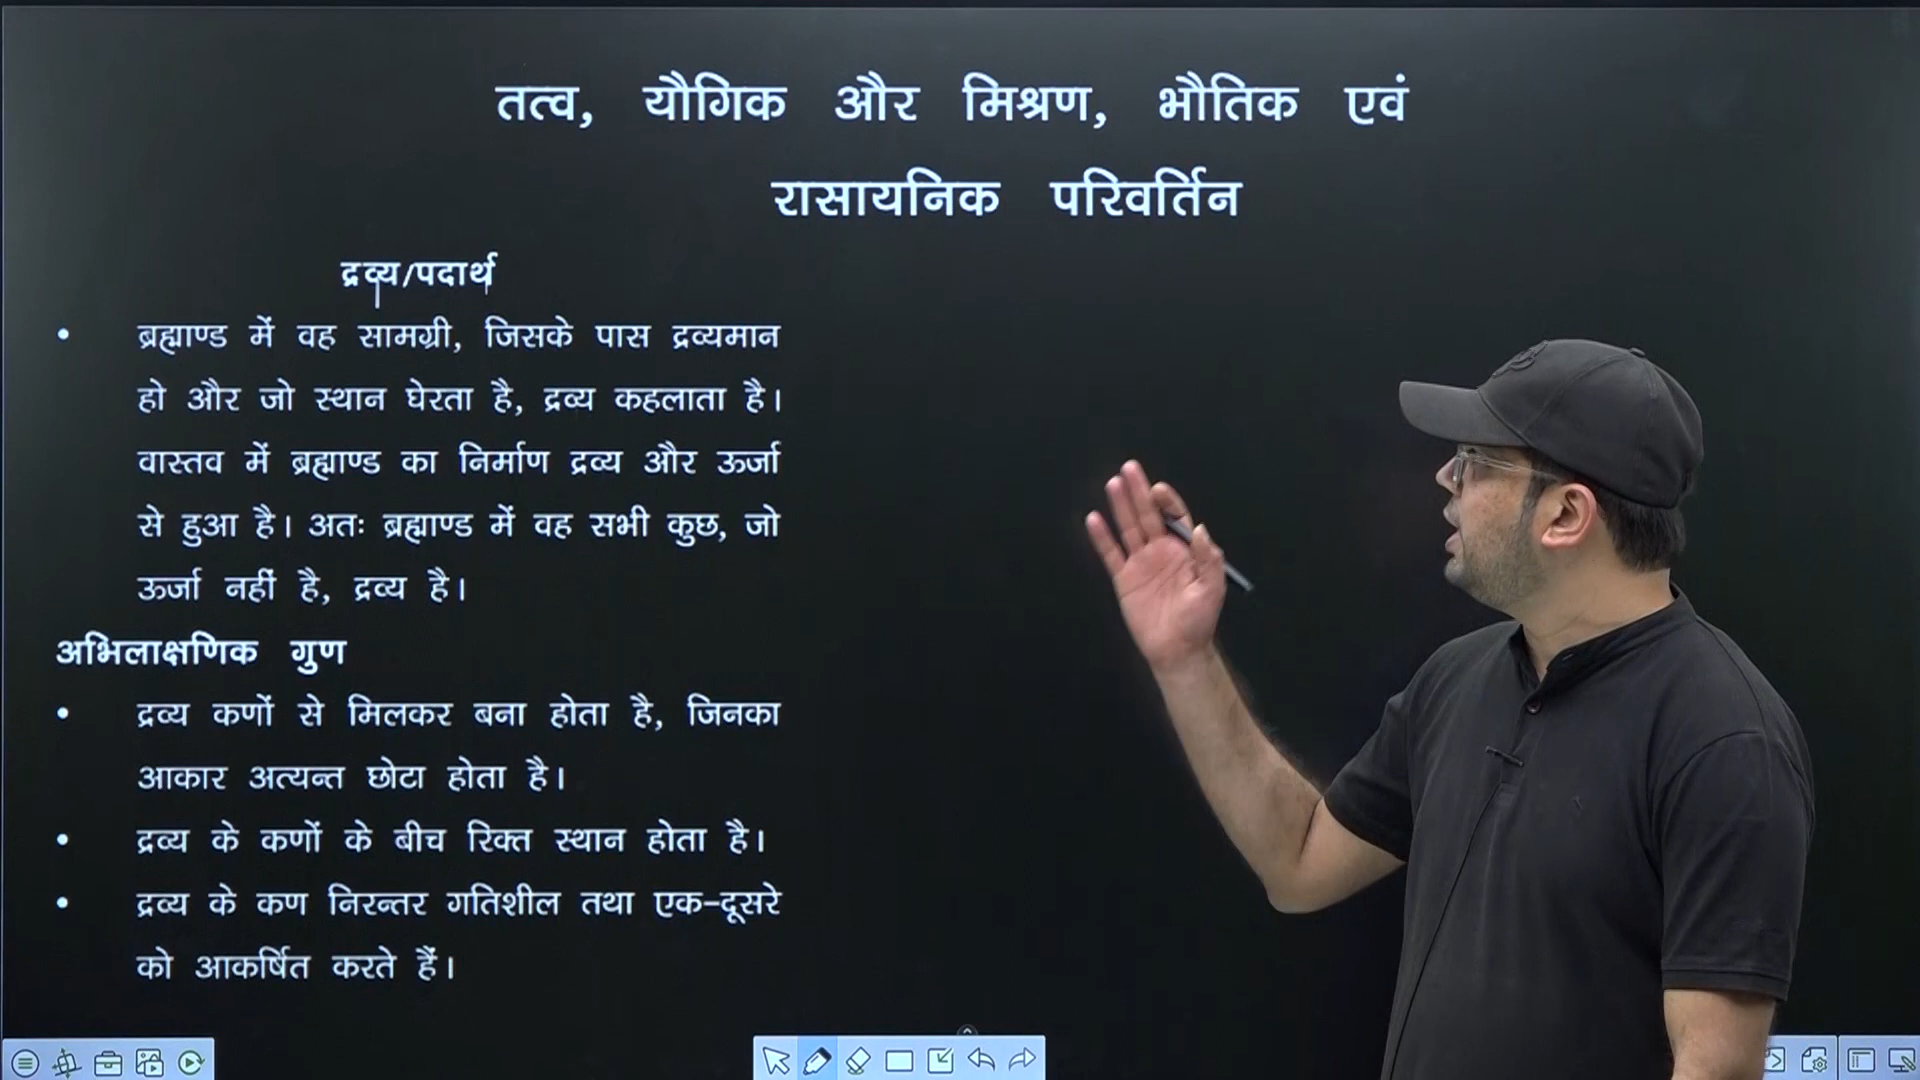 तत्व, यौगिक और मिश्रण, भौतिक एवं
रासायनिक परिवर्तिन
द्रव्य/पदार्थ
• ब्रह्माण्ड में वह सामग्री, जिसके पास द्रव्यमान
हो और जो स्थान घेरता है, द्रव्य कहलाता है।
वास्तव में ब्रह्माण्ड का निर्माण द्रव्य और ऊर्जा
से हुआ है। अतः ब्रह्माण्ड में वह सभी कुछ, जो
ऊर्जा नहीं है, द्रव्य है।
अभिलाक्षणिक गुण
• द्रव्य कणों से मिलकर बना होता है, जिनका
आकार अत्यन्त छोटा होता है।
• द्रव्य के कणों के बीच रिक्त स्थान होता है।
• द्रव्य के कण निरन्तर गतिशील तथा एक-दूसरे
को आकर्षित करते हैं।